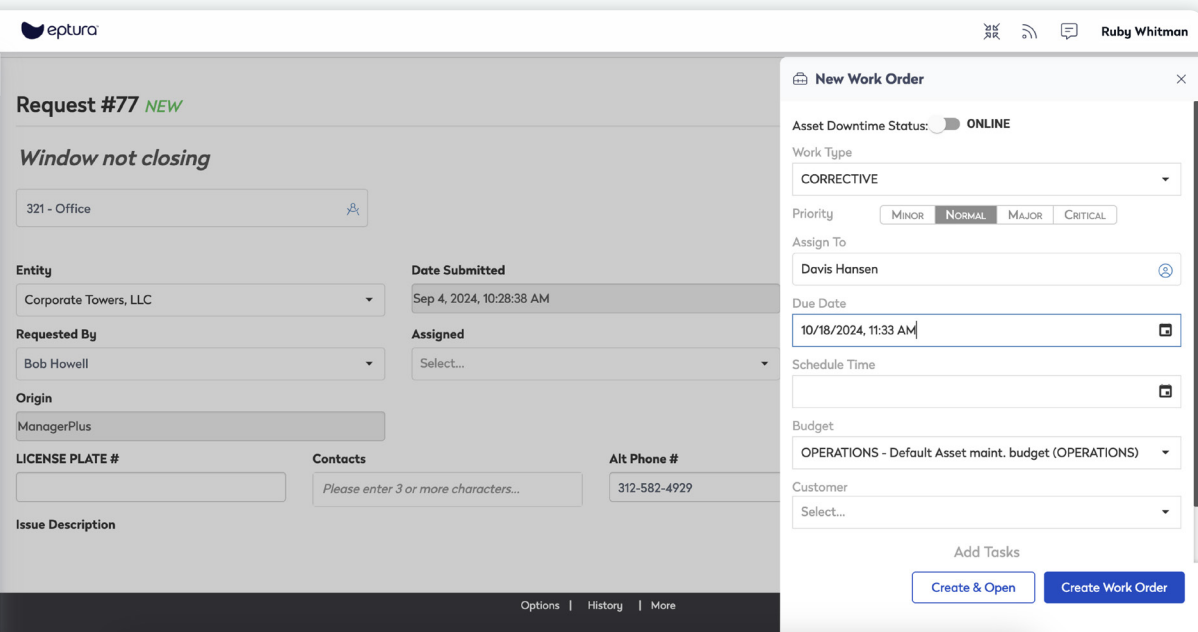 eptura
Ruby Whitman
Request #77 NEW
Window not closing
321 - Office
Entity
Date Submitted
Corporate Towers, LLC
Sep 4, 2024, 10:28:38 AM
Requested By
Assigned
Bob Howell
Select...
Origin
ManagerPlus
LICENSE PLATE #
Contacts
Alt Phone #
Please enter 3 or more characters...
312-582-4929
Issue Description
Options | History | More
New Work Order
Asset Downtime Status: ONLINE
Work Type
CORRECTIVE
Priority MINOR NORMAL MAJOR CRITICAL
Assign To
Davis Hansen
Due Date
10/18/2024, 11:33 AM
Schedule Time
Budget
OPERATIONS - Default Asset maint. budget (OPERATIONS)
Customer
Select...
Add Tasks
Create & Open
Create Work Order